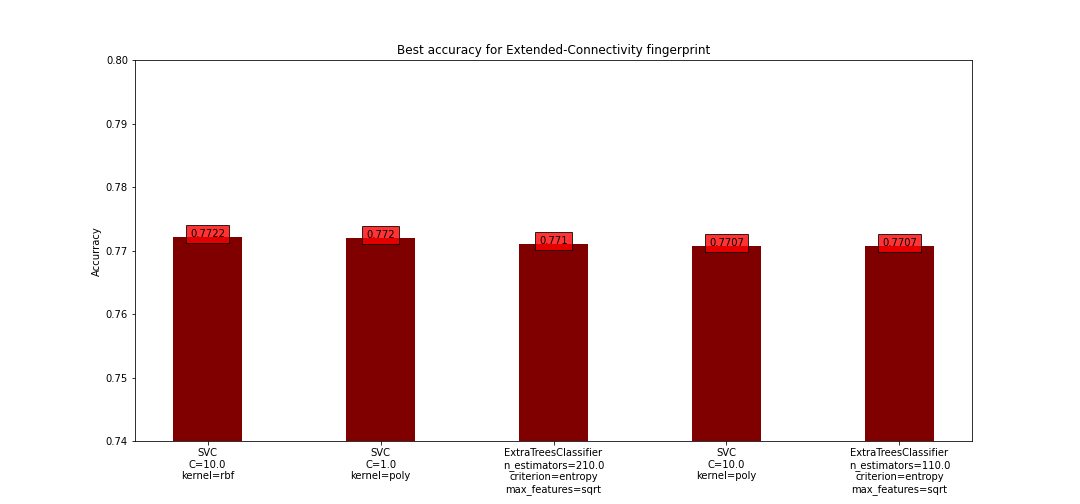 Best accuracy for Extended-Connectivity fingerprint
0.80
0.79
0.78
0.77
0.76
0.75
0.74
Accurracy
0.7722
0.772
0.771
0.7707
0.7707
SVC
C=10.0
kernel=rbf
SVC
C=1.0
kernel=poly
ExtraTreesClassifier
n_estimators=210.0
criterion=entropy
max_features=sqrt
SVC
C=10.0
kernel=poly
ExtraTreesClassifier
n_estimators=110.0
criterion=entropy
max_features=sqrt